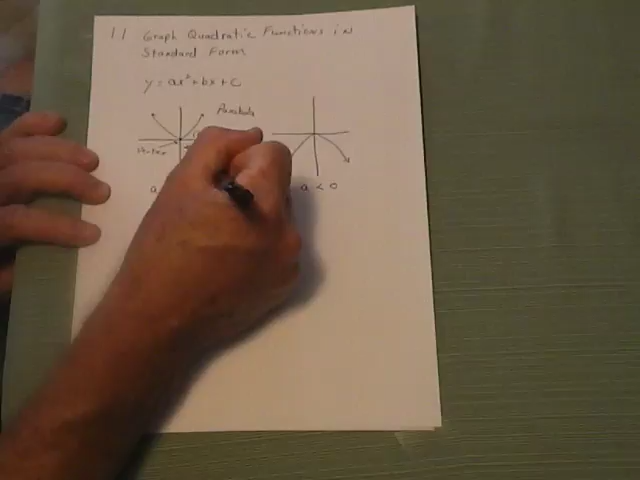 1.1 Graph Quadratic Functions in
Standard Form
y = ax² + bx + c
Parabola
Vertex
a
a < 0